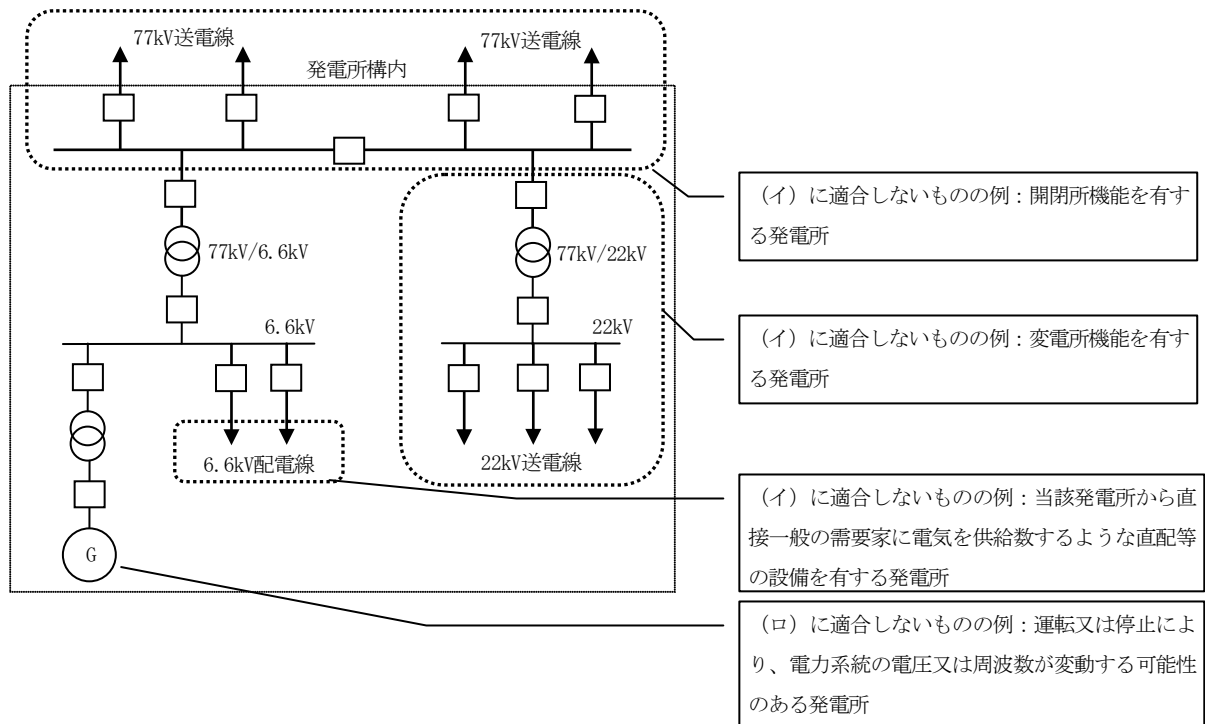 77kV送電線
77kV送電線
発電所構内
77kV/6.6kV
77kV/22kV
6.6kV
22kV
6.6kV配電線
22kV送電線
G
(イ)に適合しないものの例:開閉所機能を有す
る発電所
(イ)に適合しないものの例:変電所機能を有す
る発電所
(イ)に適合しないものの例:当該発電所から直
接一般の需要家に電気を供給数するような直配等
の設備を有する発電所
(ロ)に適合しないものの例:運転又は停止によ
り、電力系統の電圧又は周波数が変動する可能性
のある発電所